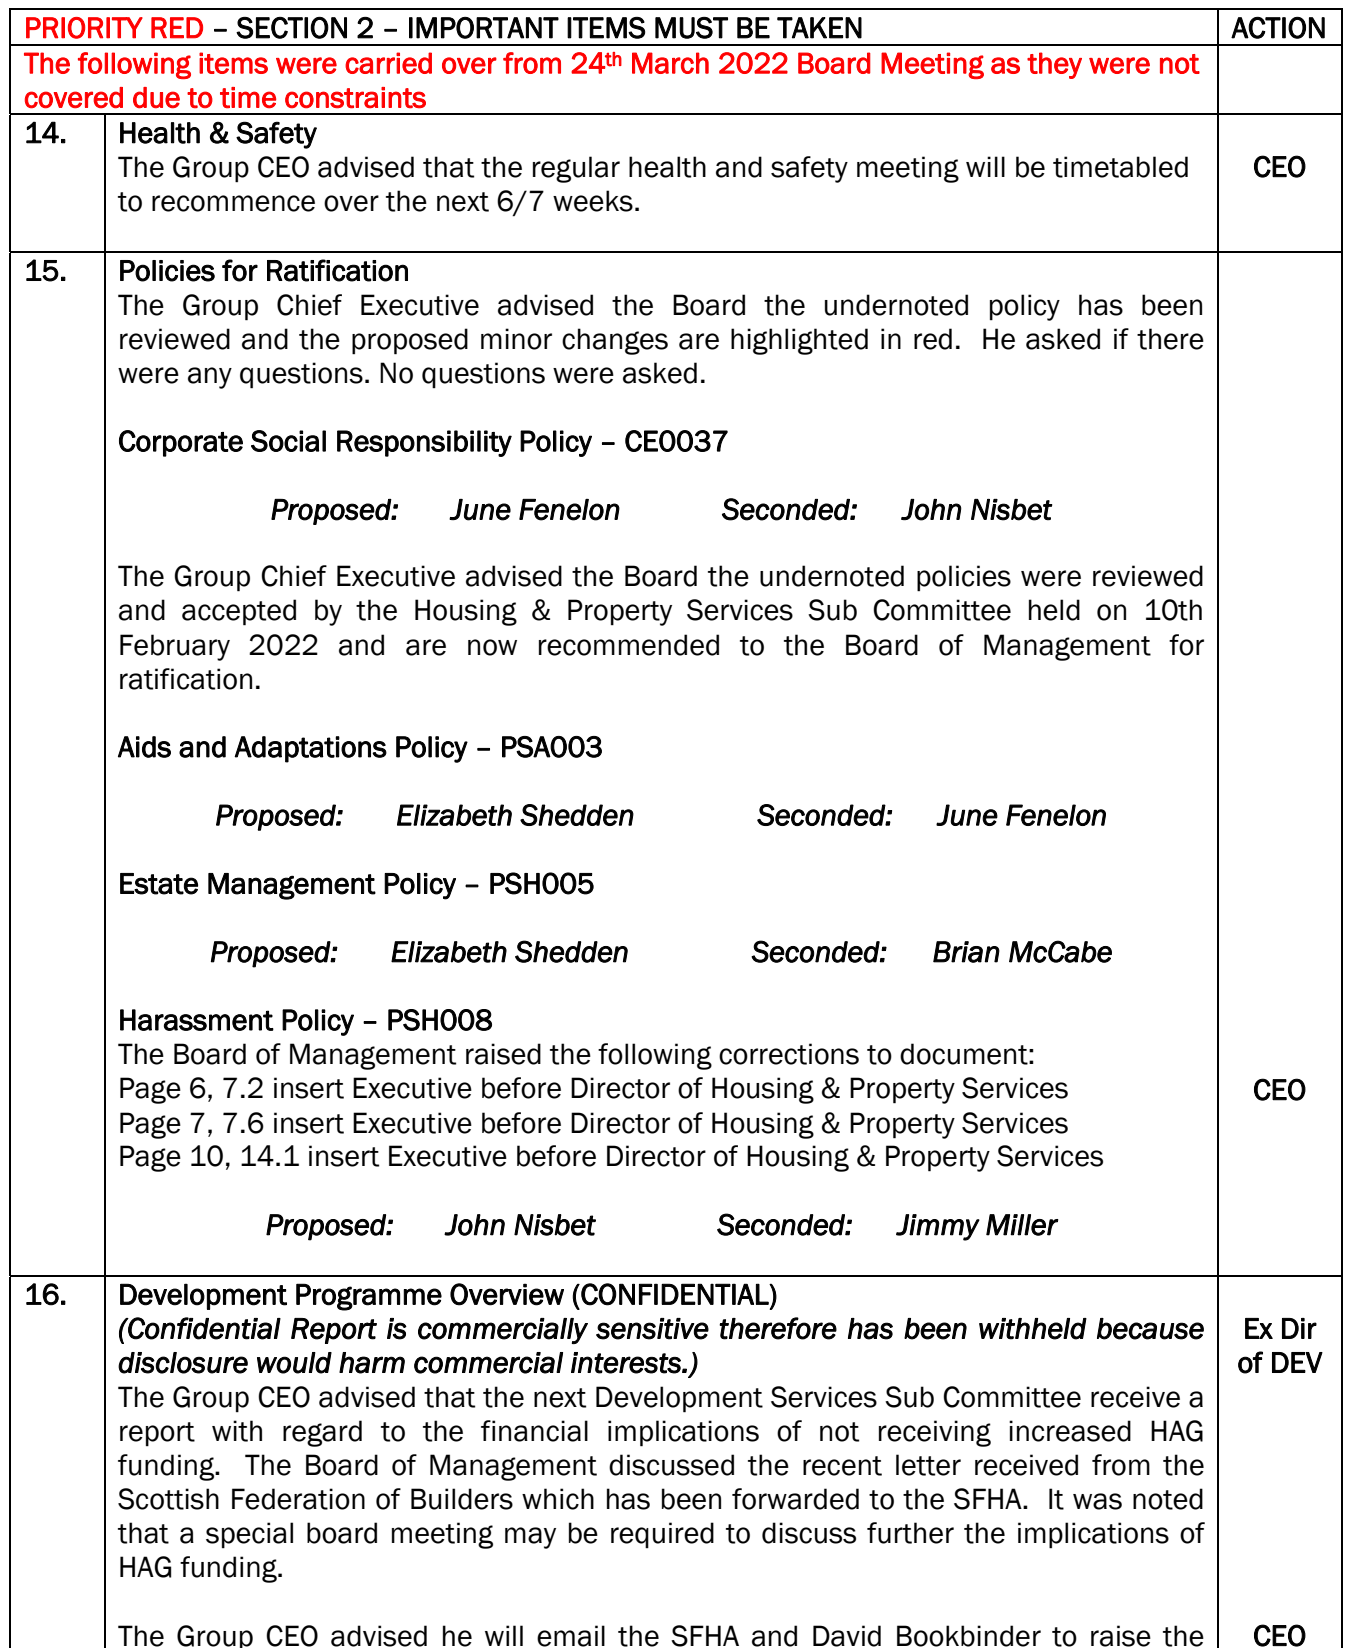 PRIORITY RED – SECTION 2 – IMPORTANT ITEMS MUST BE TAKEN ACTION
The following items were carried over from 24th March 2022 Board Meeting as they were not
covered due to time constraints
14. Health & Safety
The Group CEO advised that the regular health and safety meeting will be timetabled CEO
to recommence over the next 6/7 weeks.
15. Policies for Ratification
The Group Chief Executive advised the Board the undernoted policy has been
reviewed and the proposed minor changes are highlighted in red. He asked if there
were any questions. No questions were asked.
Corporate Social Responsibility Policy – CE0037
Proposed: June Fenelon Seconded: John Nisbet
The Group Chief Executive advised the Board the undernoted policies were reviewed
and accepted by the Housing & Property Services Sub Committee held on 10th
February 2022 and are now recommended to the Board of Management for
ratification.
Aids and Adaptations Policy – PSA003
Proposed: Elizabeth Shedden Seconded: June Fenelon
Estate Management Policy – PSH005
Proposed: Elizabeth Shedden Seconded: Brian McCabe
Harassment Policy – PSH008
The Board of Management raised the following corrections to document:
Page 6, 7.2 insert Executive before Director of Housing & Property Services CEO
Page 7, 7.6 insert Executive before Director of Housing & Property Services
Page 10, 14.1 insert Executive before Director of Housing & Property Services
Proposed: John Nisbet Seconded: Jimmy Miller
16. Development Programme Overview (CONFIDENTIAL)
(Confidential Report is commercially sensitive therefore has been withheld because Ex Dir
disclosure would harm commercial interests.) of DEV
The Group CEO advised that the next Development Services Sub Committee receive a
report with regard to the financial implications of not receiving increased HAG
funding. The Board of Management discussed the recent letter received from the
Scottish Federation of Builders which has been forwarded to the SFHA. It was noted
that a special board meeting may be required to discuss further the implications of
HAG funding.
The Group CEO advised he will email the SFHA and David Bookbinder to raise the CEO